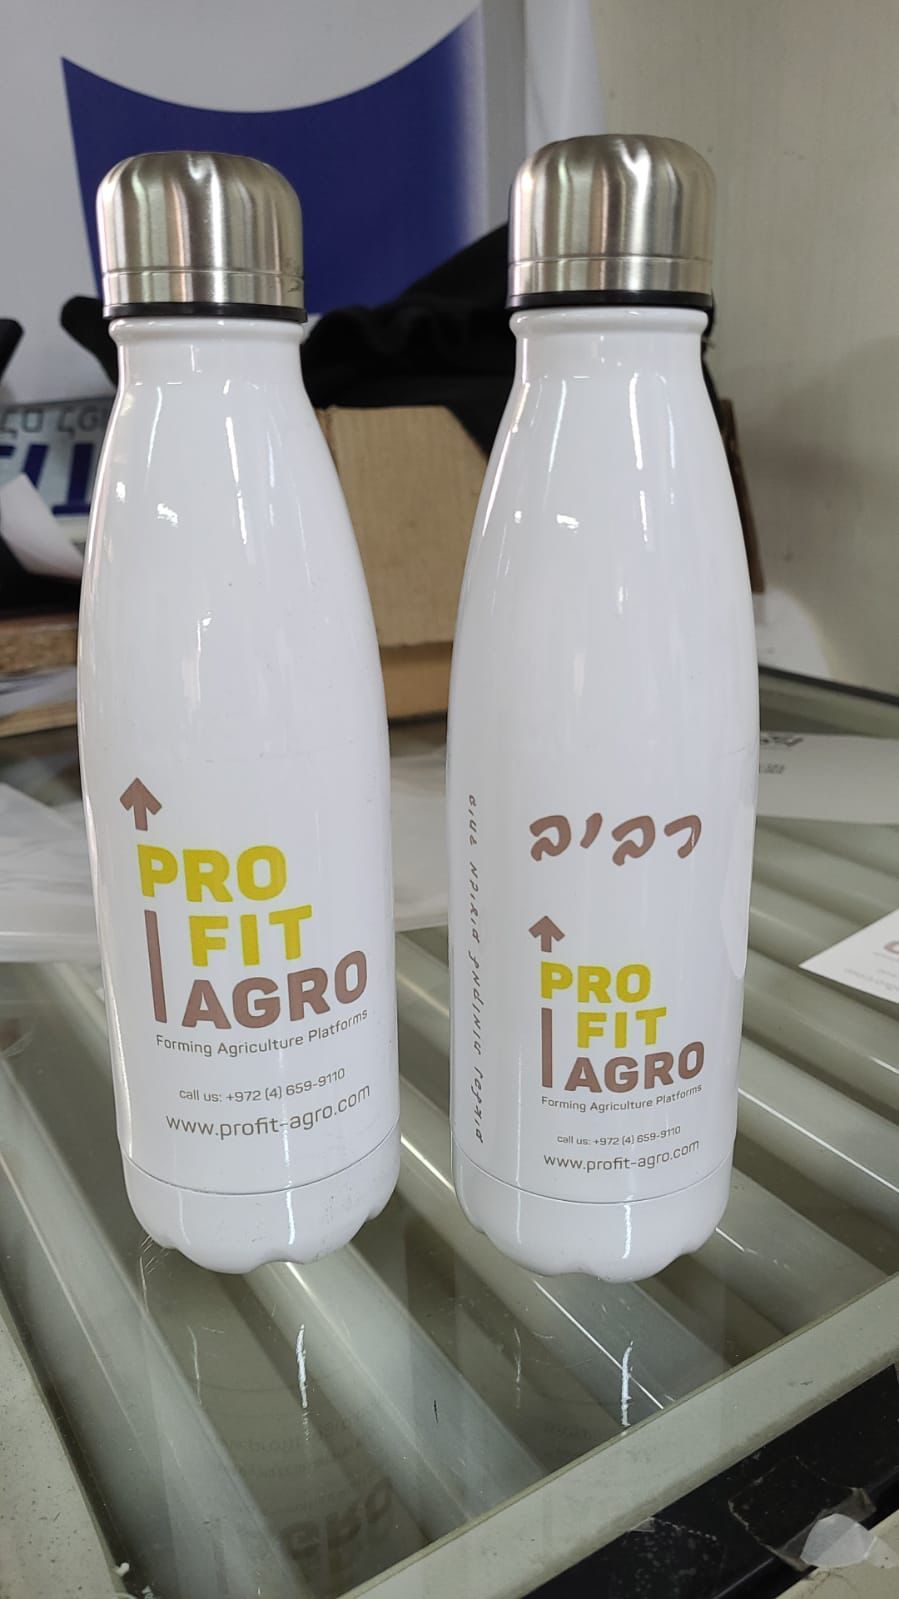 PRO
FIT
AGRO
Forming Agriculture Platforms
call us: +972 (4) 659-9110
www.profit-agro.com
רביב
PRO
FIT
AGRO
Forming Agriculture Platforms
call us: +972 (4) 659-9110
www.profit-agro.com